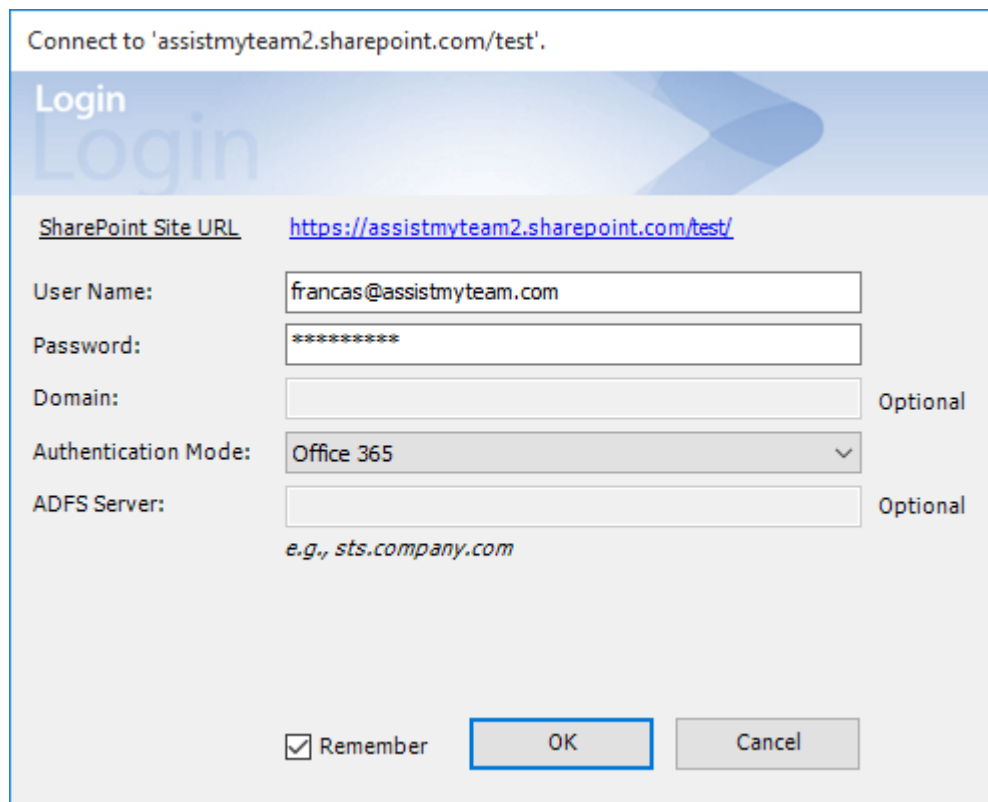 Connect to 'assistmyteam2.sharepoint.com/test'.
Login
Login
SharePoint Site URL https://assistmyteam2.sharepoint.com/test/
User Name: francas@assistmyteam.com
Password: *********
Domain: Optional
Authentication Mode: Office 365
ADFS Server: Optional
e.g., sts.company.com
Remember OK Cancel